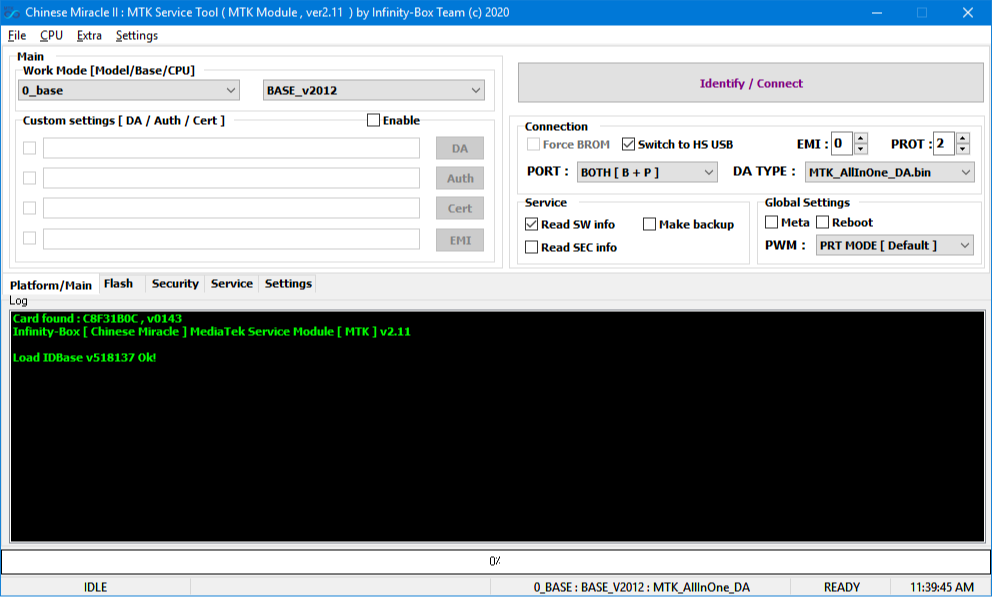 Chinese Miracle II : MTK Service Tool ( MTK Module , ver2.11 ) by Infinity-Box Team (c) 2020
File CPU Extra Settings
Main
Work Mode [Model/Base/CPU]
0_base BASE_v2012
Identify / Connect
Custom settings [ DA / Auth / Cert ] Enable
DA
Auth
Cert
EMI
Connection
Force BROM Switch to HS USB EMI : 0 PROT : 2
PORT : BOTH [ B + P ] DA TYPE : MTK_AllInOne_DA.bin
Service
Read SW info Make backup
Read SEC info
Global Settings
Meta Reboot
PWM : PRT MODE [ Default ]
Platform/Main Flash Security Service Settings
Log
Card found : C8F31B0C , v0143
Infinity-Box [ Chinese Miracle ] MediaTek Service Module [ MTK ] v2.11
Load IDBase v518137 Ok!
0%
IDLE 0_BASE : BASE_V2012 : MTK_AllInOne_DA READY 11:39:45 AM